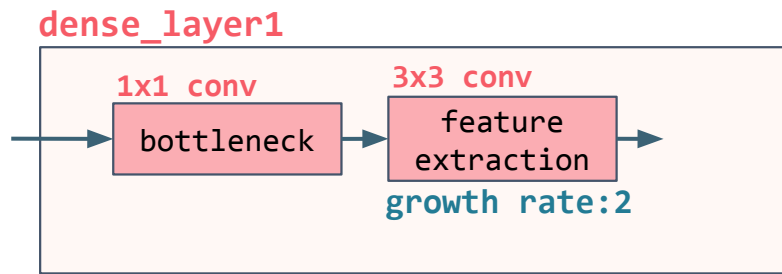 dense_layer1
1x1 conv
3x3 conv
bottleneck
feature
extraction
growth rate:2